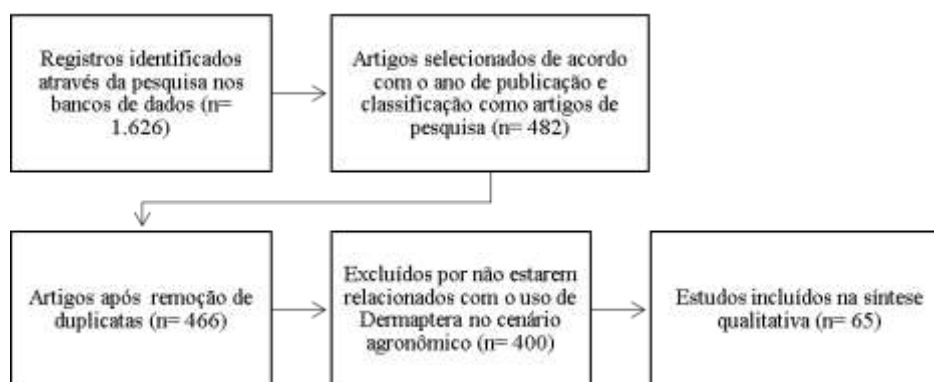 Registros identificados
através da pesquisa nos
bancos de dados (n=
1.626)
Artigos selecionados de acordo
com o ano de publicação e
classificação como artigos de
pesquisa (n= 482)
Artigos após remoção de
duplicatas (n= 466)
Excluídos por não estarem
relacionados com o uso de
Dermaptera no cenário
agronômico (n= 400)
Estudos incluídos na síntese
qualitativa (n= 65)